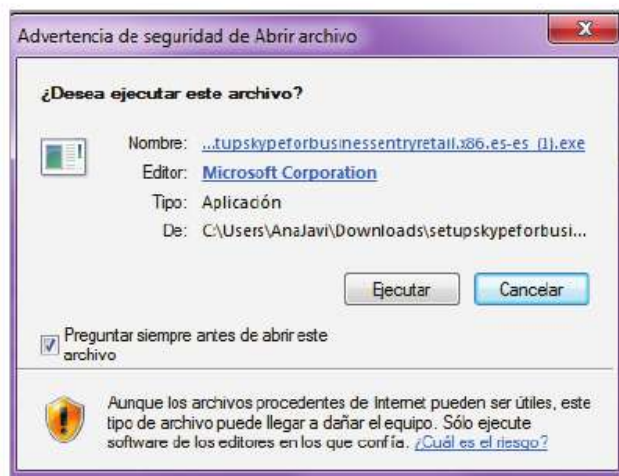 Advertencia de seguridad de Abrir archivo
¿Desea ejecutar este archivo?
Nombre: ...tupskypeforbusinessentryretail.x86.es-es_(1).exe
Editor: Microsoft Corporation
Tipo: Aplicación
De: C:\Users\AnaJavi\Downloads\setupskypeforbusi...
Ejecutar Cancelar
Preguntar siempre antes de abrir este
archivo
Aunque los archivos procedentes de Internet pueden ser útiles, este
tipo de archivo puede llegar a dañar el equipo. Sólo ejecute
software de los editores en los que confía. ¿Cuál es el riesgo?